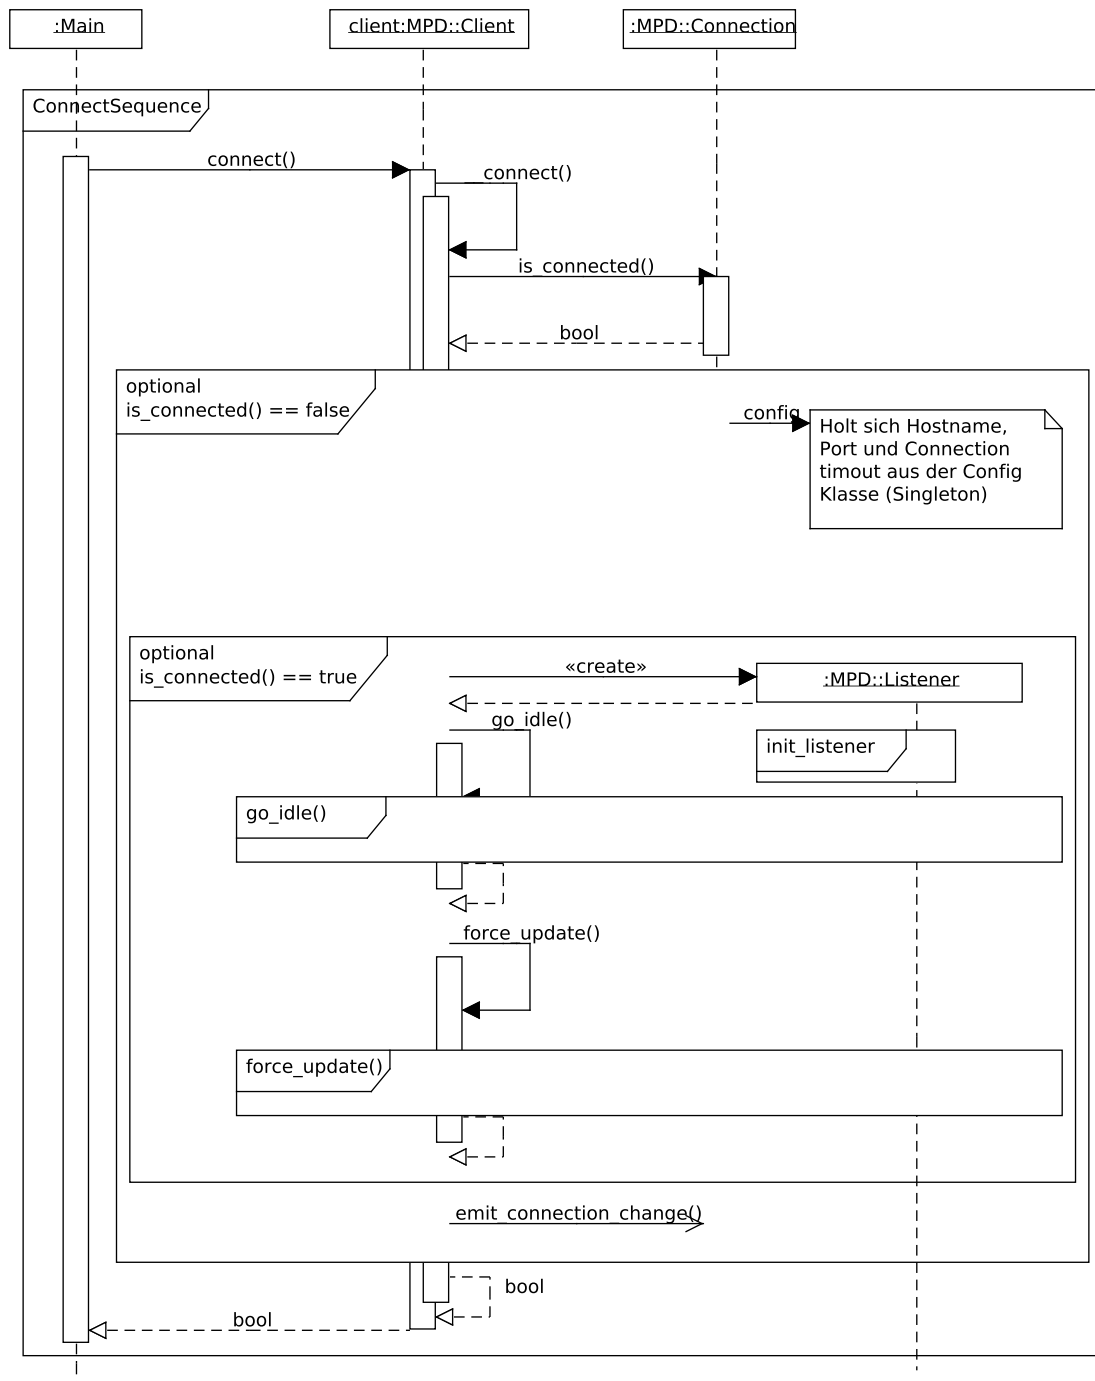 :Main
client:MPD::Client
:MPD::Connection
ConnectSequence
connect()
__connect()
is_connected()
bool
optional
is_connected() == false
config
Holt sich Hostname,
Port und Connection
timout aus der Config
Klasse (Singleton)
optional
is_connected() == true
«create»
:MPD::Listener
go_idle()
init_listener
go_idle()
force_update()
force_update()
emit_connection_change()
bool
bool